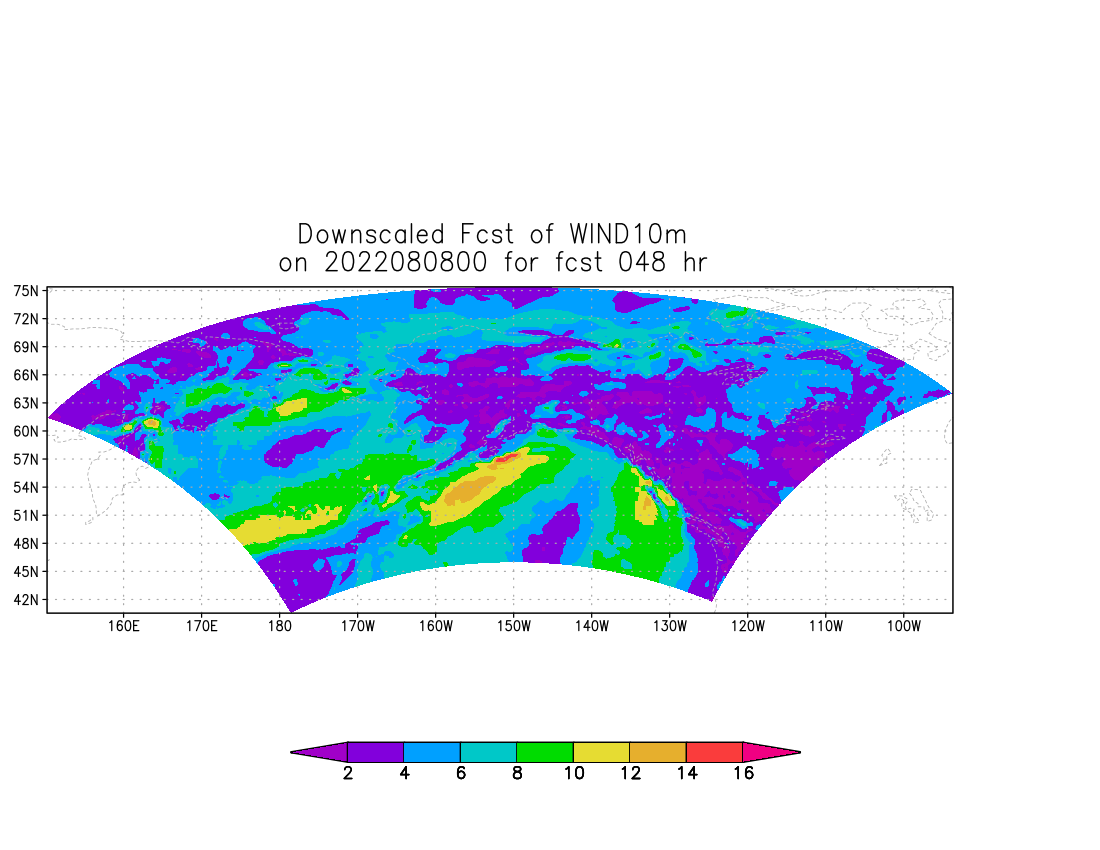 Downscaled Fcst of WIND10m
on 2022080800 for fcst 048 hr
75N
72N
69N
66N
63N
60N
57N
54N
51N
48N
45N
42N
160E 170E 180 170W 160W 150W 140W 130W 120W 110W 100W
2 4 6 8 10 12 14 16